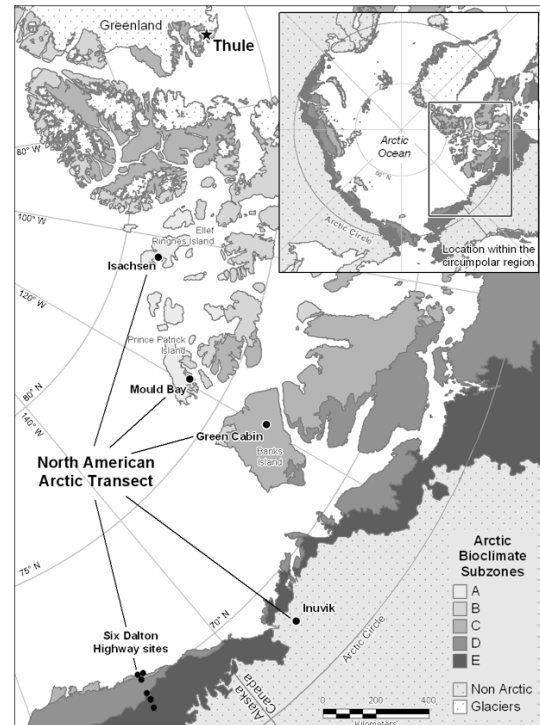 Greenland
Thule
Arctic
Ocean
80° N
Arctic Circle
Location within the
circumpolar region.
80° W
100° W
Ellef
Ringnes Island
Isachsen
120° W
Prince Patrick
Island
Mould Bay
80° N
140° W
Green Cabin
Banks
Island
North American
Arctic Transect
75° N
70° N
Inuvik
Arctic Circle
Six Dalton
Highway sites
Alaska
Canada
Arctic
Bioclimate
Subzones
A
B
C
D
E
Non Arctic
Glaciers
0 200 400
Kilometers